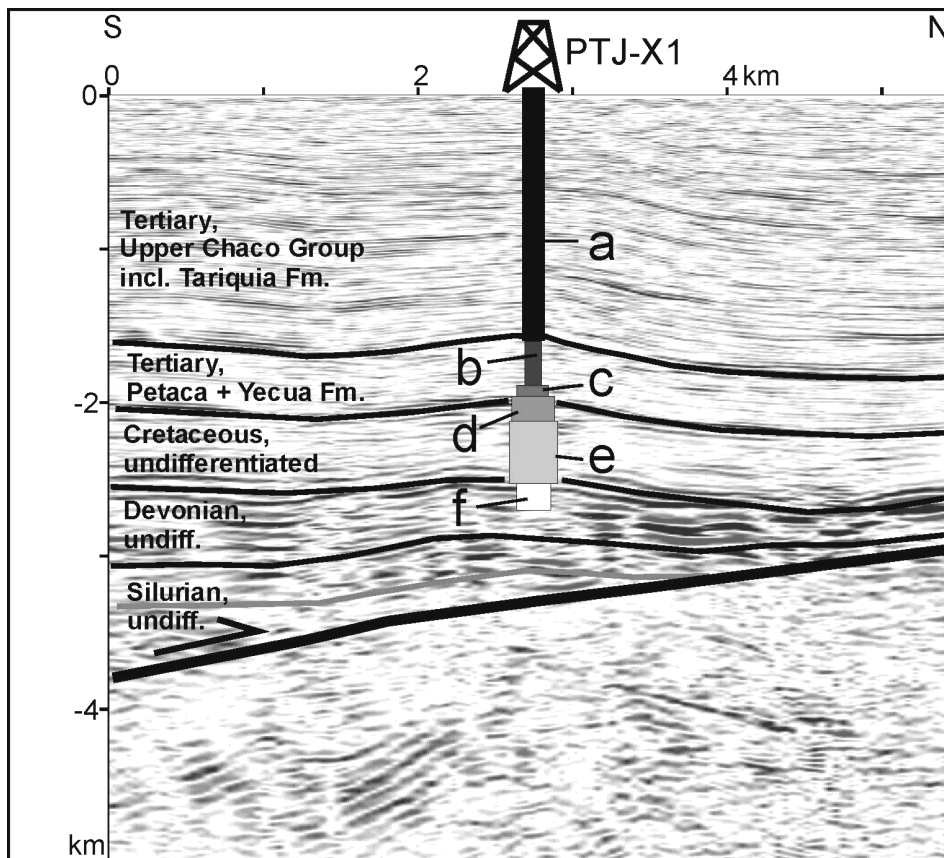 S
N
PTJ-X1
0
2
4 km
0
Tertiary,
Upper Chaco Group
incl. Tariquia Fm.
a
Tertiary,
Petaca + Yecua Fm.
b
c
-2
d
Cretaceous,
undifferentiated
e
Devonian,
undiff.
f
Silurian,
undiff.
-4
km